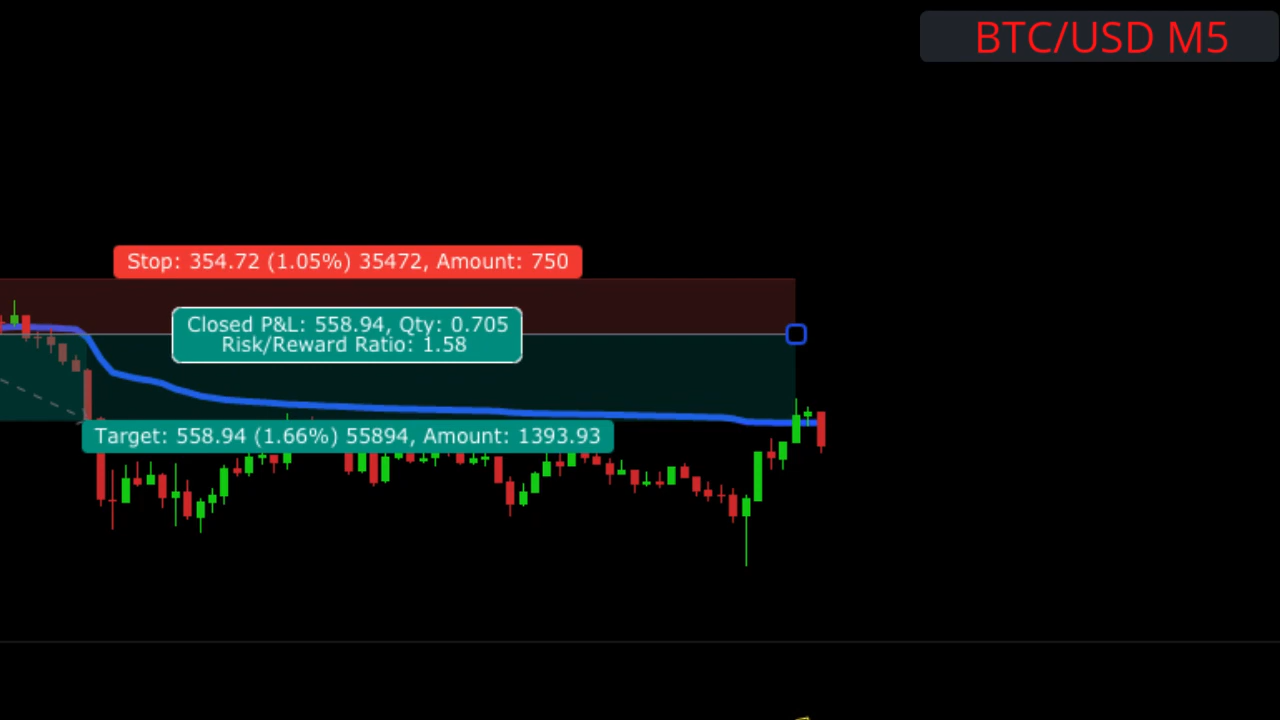 BTC/USD M5
Stop: 354.72 (1.05%) 35472, Amount: 750
Closed P&L: 558.94, Qty: 0.705
Risk/Reward Ratio: 1.58
Target: 558.94 (1.66%) 55894, Amount: 1393.93